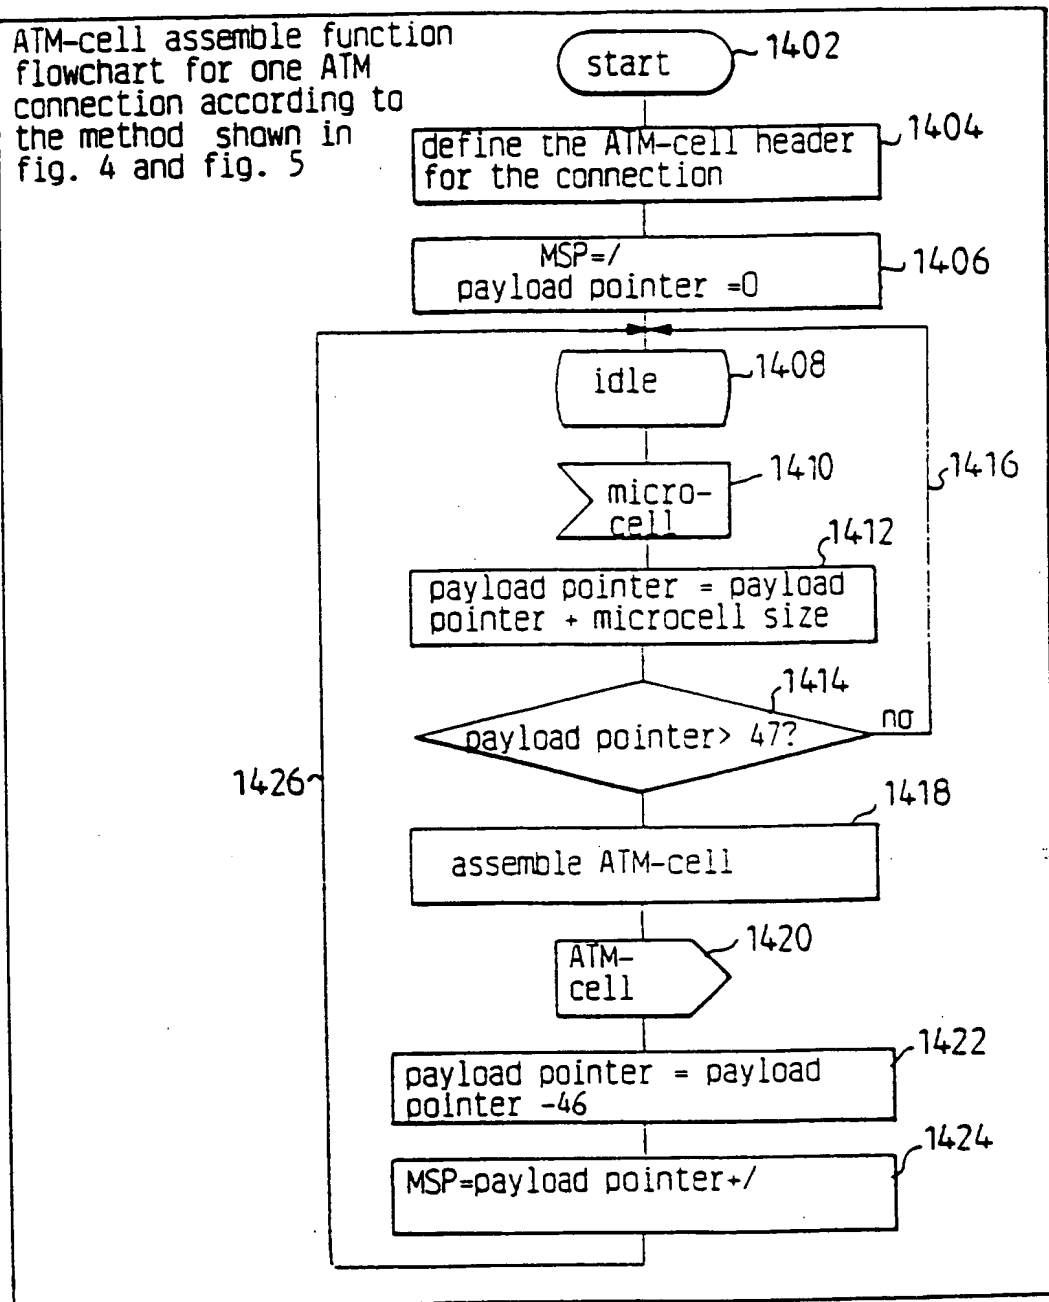 ATM-cell assemble function
flowchart for one ATM
connection according to
the method shown in
fig. 4 and fig. 5
start
1402
define the ATM-cell header
for the connection
1404
MSP=/
payload pointer =0
1406
idle
1408
micro-
cell
1410
1416
payload pointer = payload
pointer + microcell size
1412
payload pointer> 47?
1414
no
1426
assemble ATM-cell
1418
ATM-
cell
1420
payload pointer = payload
pointer -46
1422
MSP=payload pointer+/
1424